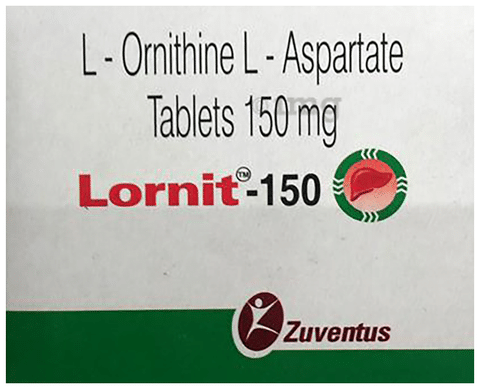 L - Ornithine L - Aspartate
Tablets 150 mg
Lornit™-150
Zuventus